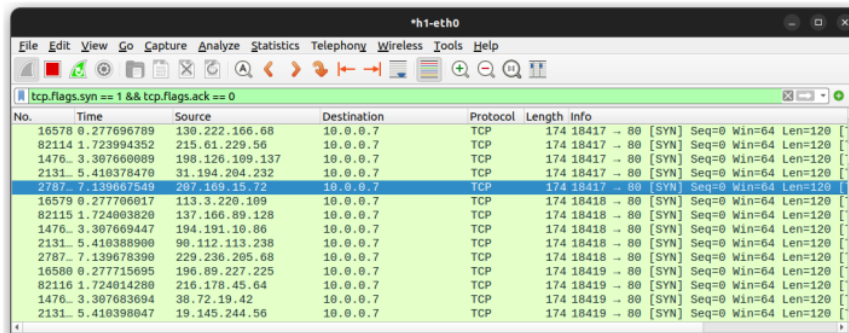 *h1-eth0
File Edit View Go Capture Analyze Statistics Telephony Wireless Tools Help
tcp.flags.syn == 1 && tcp.flags.ack == 0
No. Time Source Destination Protocol Length Info
16578 0.277696789 130.222.166.68 10.0.0.7 TCP 174 18417 → 80 [SYN] Seq=0 Win=64 Len=120 [
82114 1.723994352 215.61.229.56 10.0.0.7 TCP 174 18417 → 80 [SYN] Seq=0 Win=64 Len=120 [
1476… 3.307660089 198.126.109.137 10.0.0.7 TCP 174 18417 → 80 [SYN] Seq=0 Win=64 Len=120 [
2131… 5.410378470 31.194.204.232 10.0.0.7 TCP 174 18417 → 80 [SYN] Seq=0 Win=64 Len=120 [
2787… 7.139667549 207.169.15.72 10.0.0.7 TCP 174 18417 → 80 [SYN] Seq=0 Win=64 Len=120 [
16579 0.277706017 113.3.220.109 10.0.0.7 TCP 174 18418 → 80 [SYN] Seq=0 Win=64 Len=120 [
82115 1.724003820 137.166.89.128 10.0.0.7 TCP 174 18418 → 80 [SYN] Seq=0 Win=64 Len=120 [
1476… 3.307669447 194.191.10.86 10.0.0.7 TCP 174 18418 → 80 [SYN] Seq=0 Win=64 Len=120 [
2131… 5.410388900 90.112.113.238 10.0.0.7 TCP 174 18418 → 80 [SYN] Seq=0 Win=64 Len=120 [
2787… 7.139678390 229.236.205.68 10.0.0.7 TCP 174 18418 → 80 [SYN] Seq=0 Win=64 Len=120 [
16580 0.277715695 196.89.227.225 10.0.0.7 TCP 174 18419 → 80 [SYN] Seq=0 Win=64 Len=120 [
82116 1.724014280 216.178.45.64 10.0.0.7 TCP 174 18419 → 80 [SYN] Seq=0 Win=64 Len=120 [
1476… 3.307683694 38.72.19.42 10.0.0.7 TCP 174 18419 → 80 [SYN] Seq=0 Win=64 Len=120 [
2131… 5.410398047 19.145.244.56 10.0.0.7 TCP 174 18419 → 80 [SYN] Seq=0 Win=64 Len=120 [